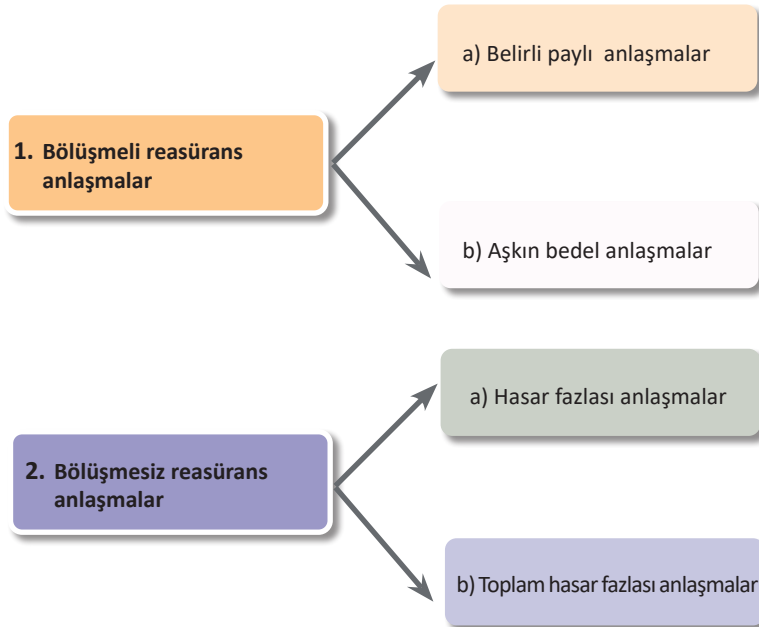 1. Bölüşmeli reasürans
anlaşmalar
a) Belirli paylı anlaşmalar
b) Aşkın bedel anlaşmalar
2. Bölüşmesiz reasürans
anlaşmalar
a) Hasar fazlası anlaşmalar
b) Toplam hasar fazlası anlaşmalar